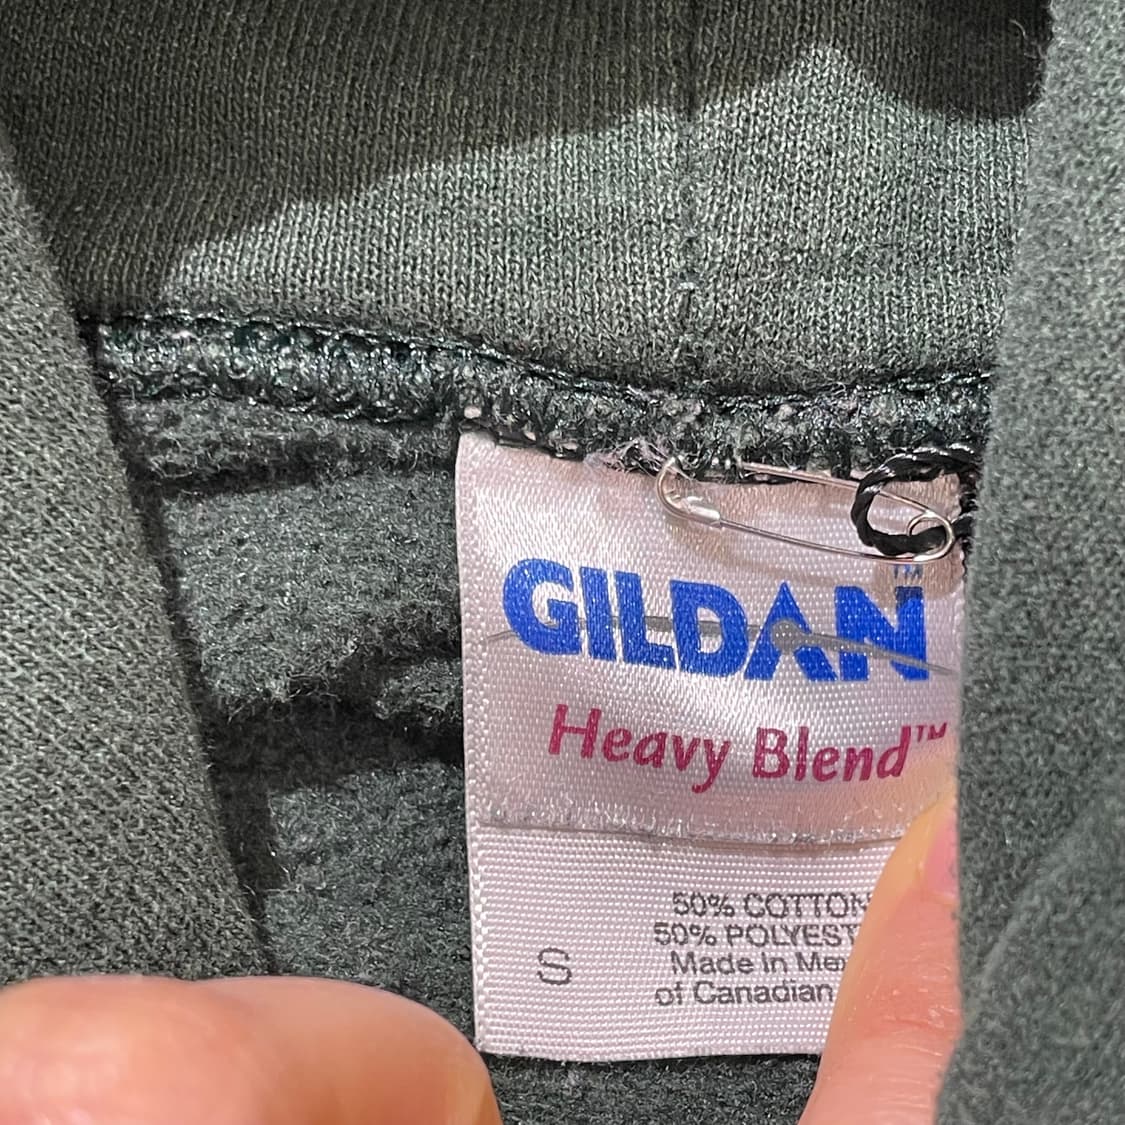 GILDAN™
Heavy Blend™
S
50% COTTON
50% POLYEST
Made in Me
of Canadian